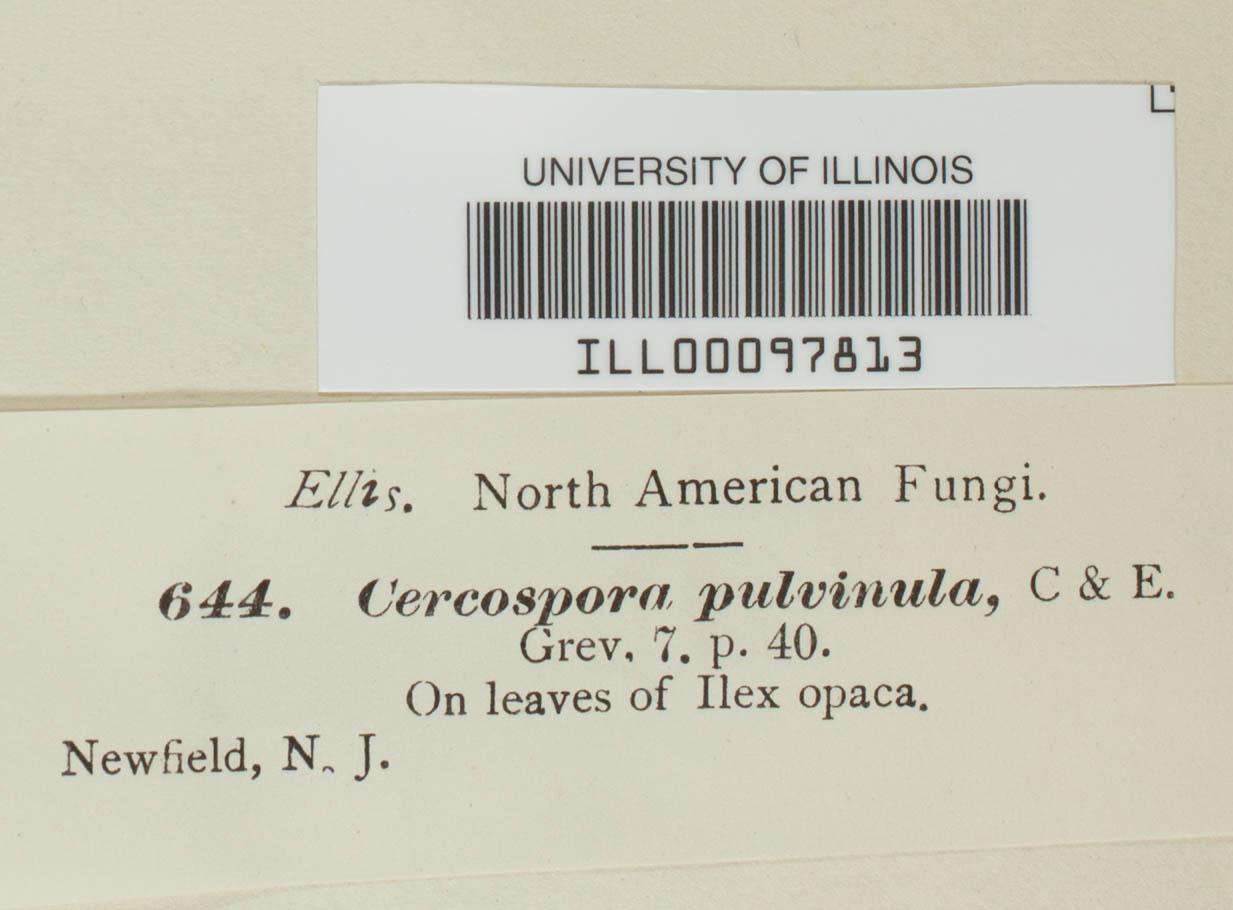 UNIVERSITY OF ILLINOIS
ILL00097813
Ellis. North American Fungi.
644. Cercospora pulvinula, C & E.
Grev. 7. p. 40.
On leaves of Ilex opaca.
Newfield, N. J.